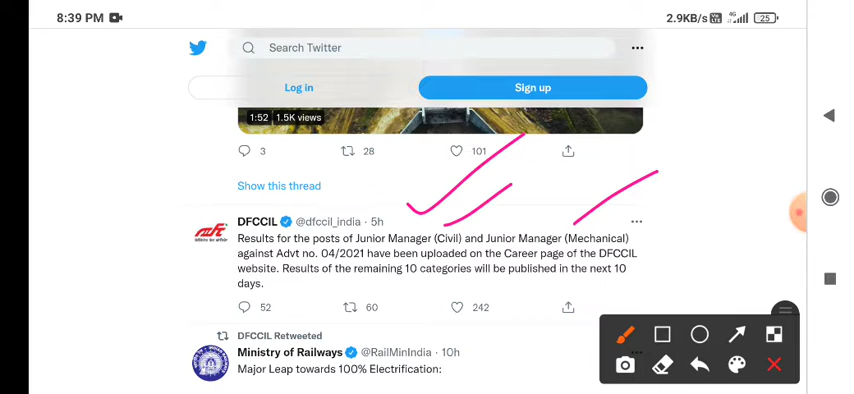 8:39 PM
2.9KB/s 4G 25
Search Twitter
Log in
Sign up
1:52 1.5K views
3 28 101
Show this thread
DFCCIL @dfccil_india · 5h
Results for the posts of Junior Manager (Civil) and Junior Manager (Mechanical)
against Advt no. 04/2021 have been uploaded on the Career page of the DFCCIL
website. Results of the remaining 10 categories will be published in the next 10
days.
52 60 242
DFCCIL Retweeted
Ministry of Railways @RailMinIndia · 10h
Major Leap towards 100% Electrification: